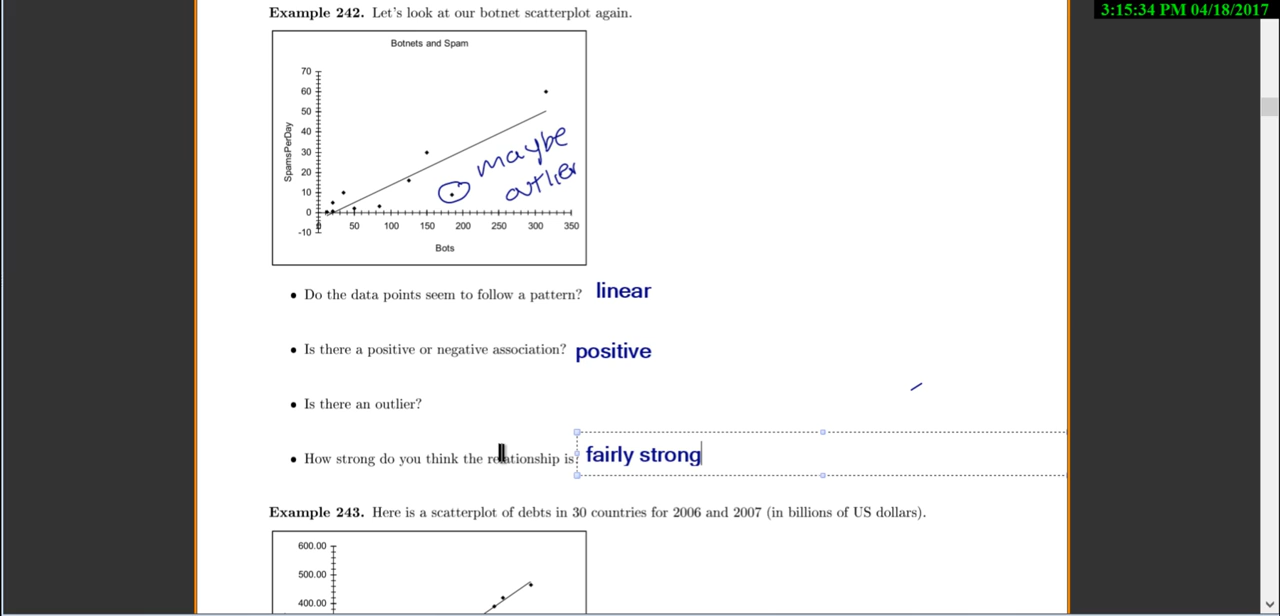 3:15:34 PM 04/18/2017
Example 242. Let's look at our botnet scatterplot again.
Botnets and Spam
SpamsPerDay
70
60
50
40
30
20
10
0
-10
maybe
outlier
0 50 100 150 200 250 300 350
Bots
• Do the data points seem to follow a pattern? linear
• Is there a positive or negative association? positive
• Is there an outlier?
• How strong do you think the relationship is? fairly strong
Example 243. Here is a scatterplot of debts in 30 countries for 2006 and 2007 (in billions of US dollars).
600.00
500.00
400.00